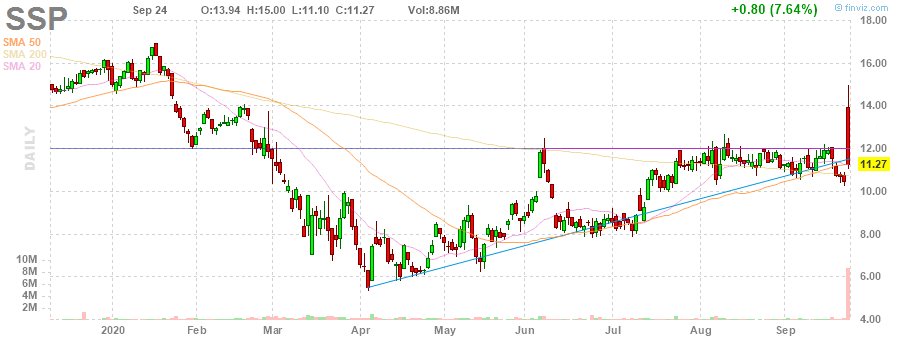 SSP Sep 24 O:13.94 H:15.00 L:11.10 C:11.27 Vol:8.86M +0.80 (7.64%) © finviz.com
SMA 50
SMA 200
SMA 20
DAILY
18.00
16.00
14.00
12.00
11.27
10.00
8.00
6.00
4.00
10M
8M
6M
4M
2M
2020 Feb Mar Apr May Jun Jul Aug Sep